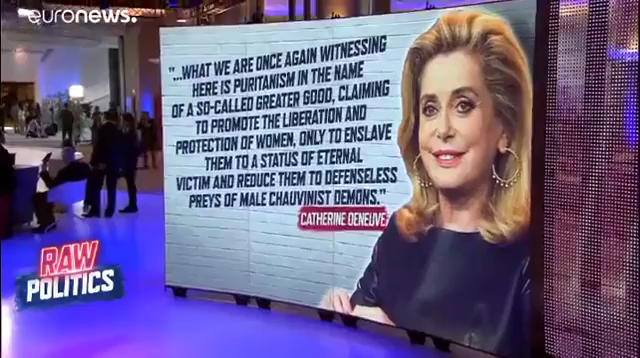 euronews.
"...WHAT WE ARE ONCE AGAIN WITNESSING
HERE IS PURITANISM IN THE NAME
OF A SO-CALLED GREATER GOOD, CLAIMING
TO PROMOTE THE LIBERATION AND
PROTECTION OF WOMEN, ONLY TO ENSLAVE
THEM TO A STATUS OF ETERNAL
VICTIM AND REDUCE THEM TO DEFENSELESS
PREYS OF MALE CHAUVINIST DEMONS."
CATHERINE DENEUVE
RAW
POLITICS